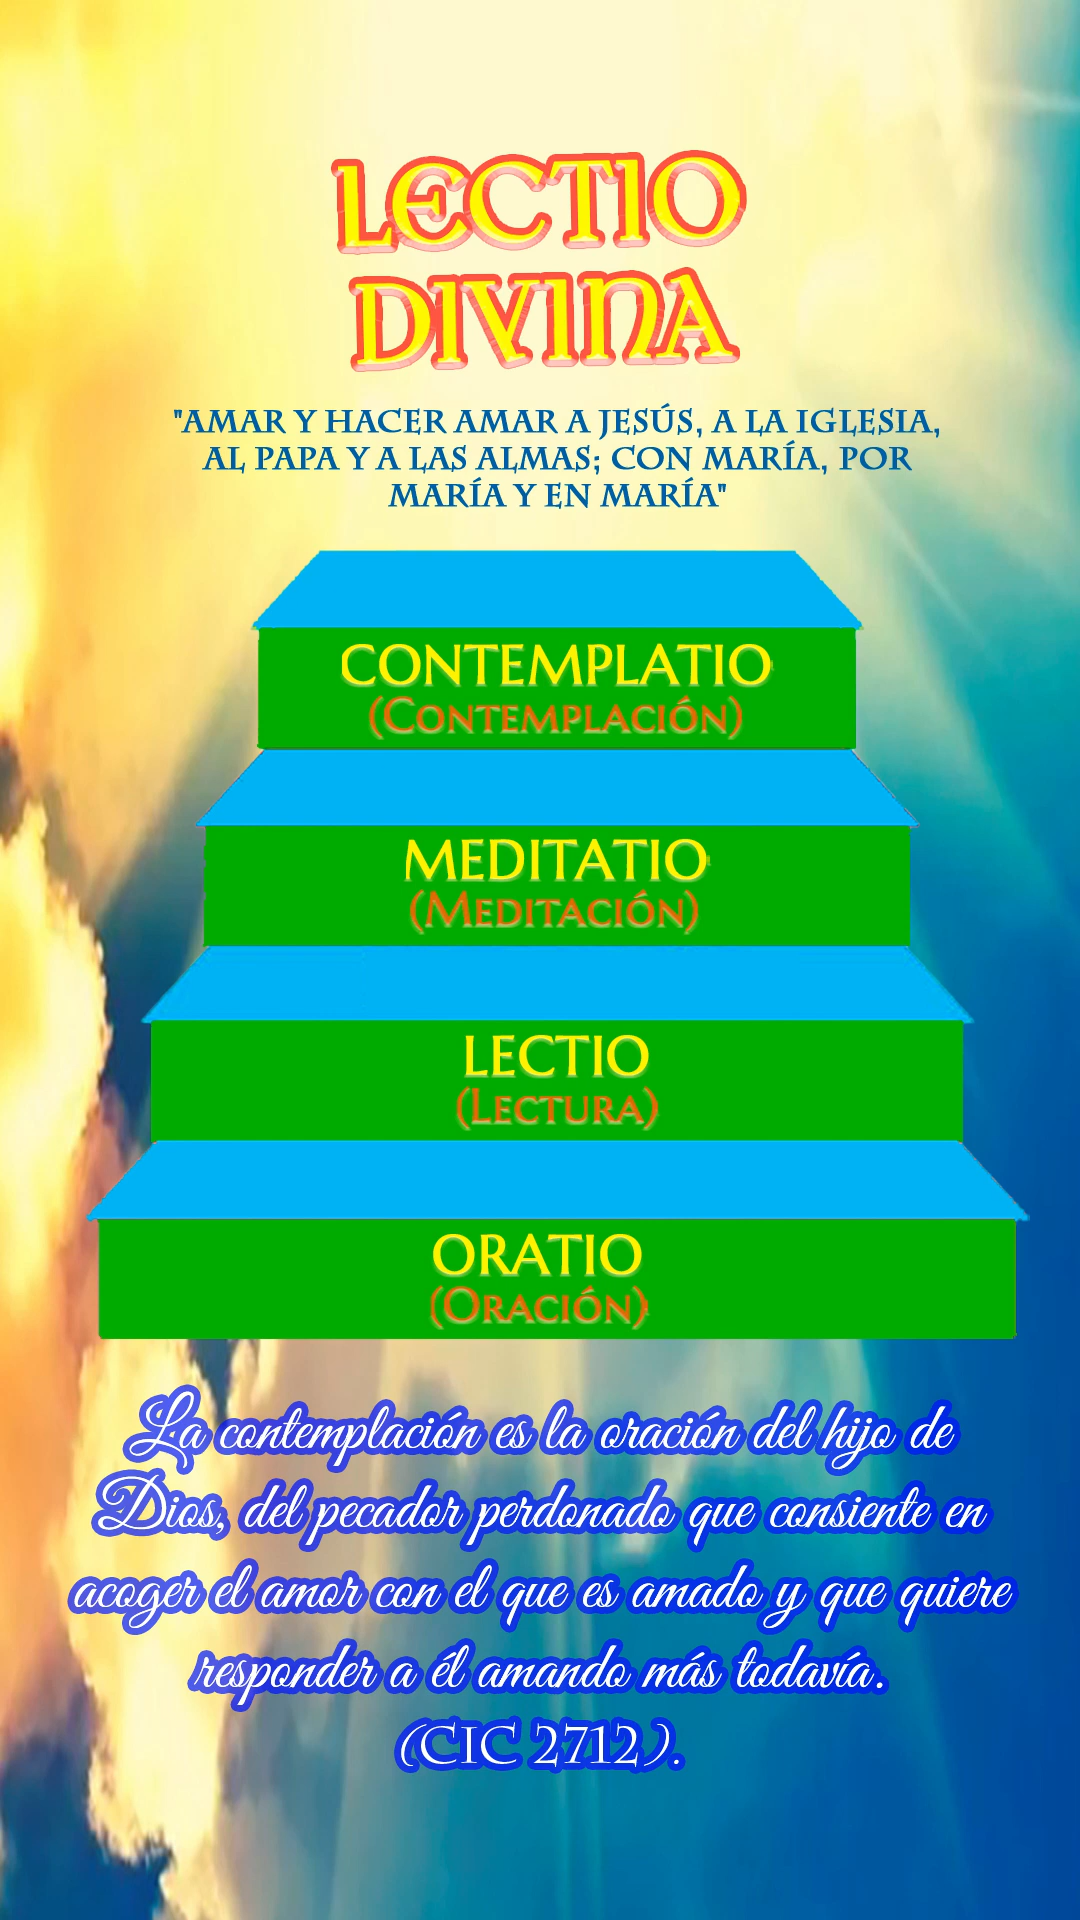 LECTIO
DIVINA
"AMAR Y HACER AMAR A JESÚS, A LA IGLESIA,
AL PAPA Y A LAS ALMAS; CON MARÍA, POR
MARÍA Y EN MARÍA"
CONTEMPLATIO
(CONTEMPLACIÓN)
MEDITATIO
(MEDITACIÓN)
LECTIO
(LECTURA)
ORATIO
(ORACIÓN)
La contemplación es la oración del hijo de
Dios, del pecador perdonado que consiente en
acoger el amor con el que es amado y que quiere
responder a él amando más todavía.
(CIC 2712).